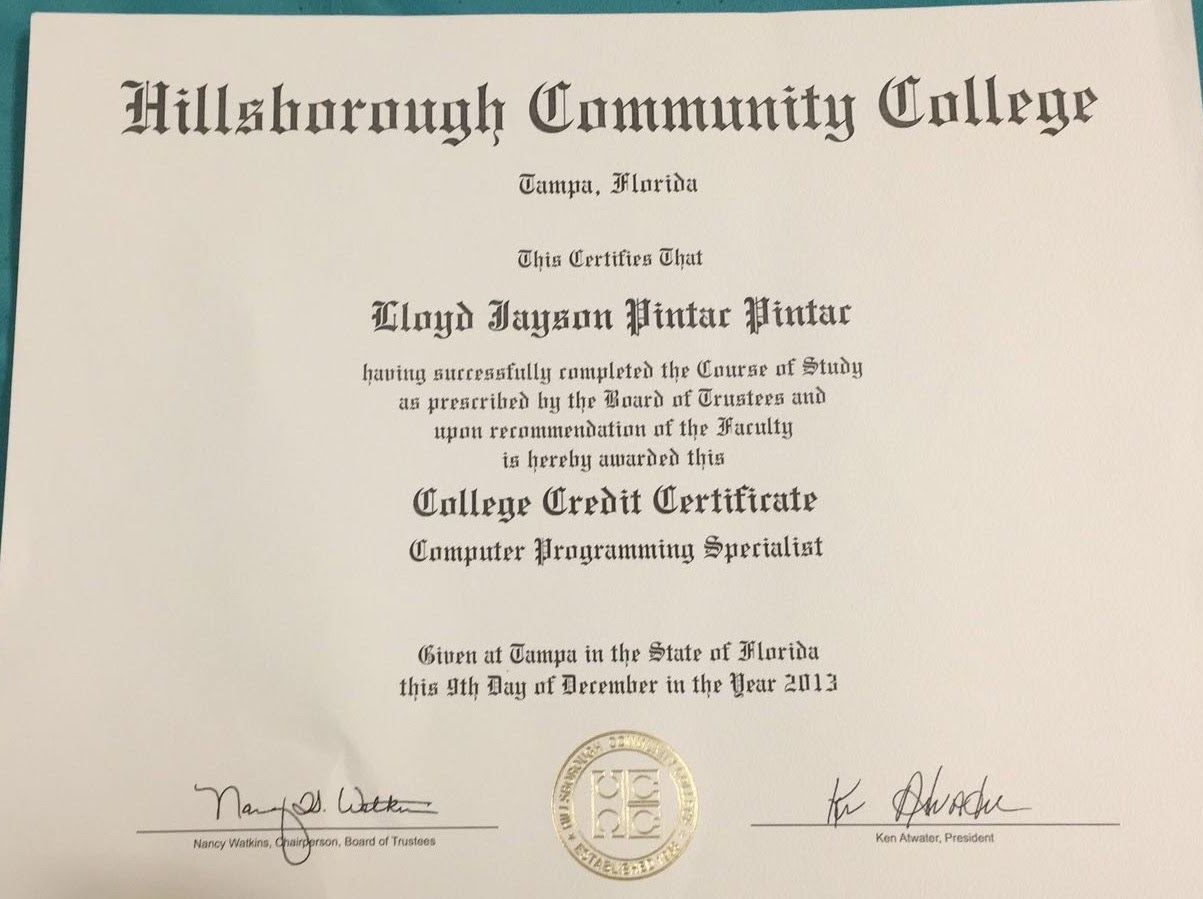 Hillsborough Community College
Tampa, Florida
This Certifies That
Lloyd Jayson Pintac Pintac
having successfully completed the Course of Study
as prescribed by the Board of Trustees and
upon recommendation of the Faculty
is hereby awarded this
College Credit Certificate
Computer Programming Specialist
Given at Tampa in the State of Florida
this 9th Day of December in the Year 2013
HILLSBOROUGH COMMUNITY COLLEGE
HCC
ESTABLISHED
Nancy Watkins
Nancy Watkins, Chairperson, Board of Trustees
Ken Atwater
Ken Atwater, President